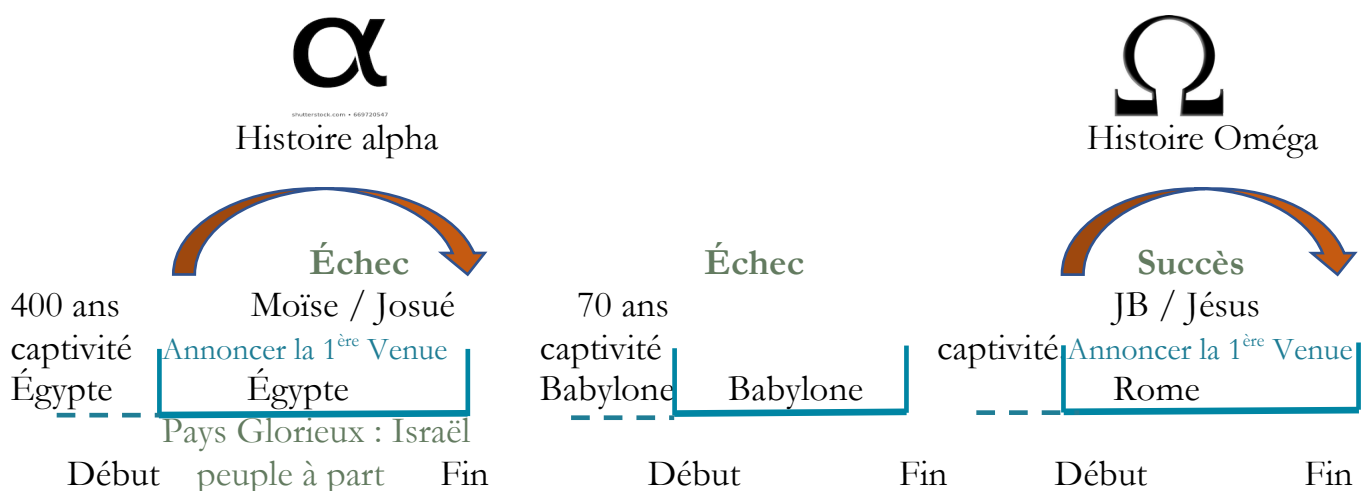 α
Ω
shutterstock.com • 669720547
Histoire alpha
Histoire Oméga
Échec
Échec
Succès
400 ans
Moïse / Josué
70 ans
JB / Jésus
captivité
Annoncer la 1ère Venue
captivité
captivité
Annoncer la 1ère Venue
Égypte
Égypte
Babylone
Babylone
Rome
Pays Glorieux : Israël
peuple à part
Début
Fin
Début
Fin
Début
Fin